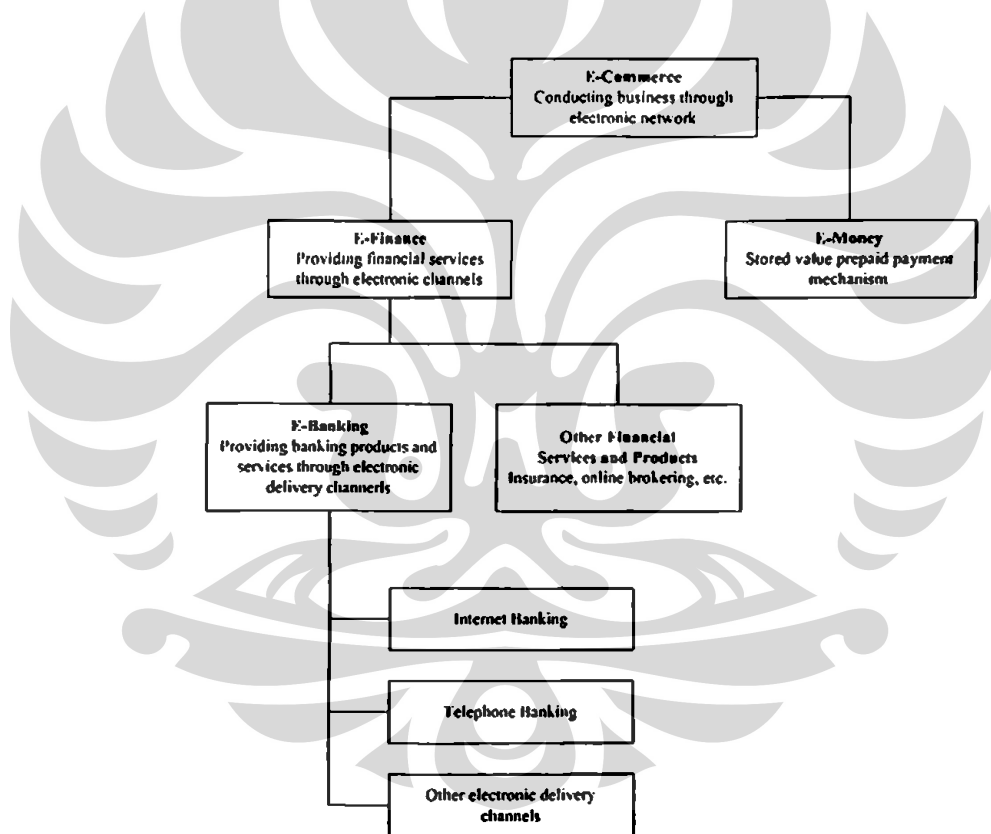 E-Commerce
Conducting business through
electronic network
E-Finance
Providing financial services
through electronic channels
E-Money
Stored value prepaid payment
mechanism
E-Banking
Providing banking products and
services through electronic
delivery channerls
Other Financial
Services and Products
Insurance, online brokering, etc.
Internet Banking
Telephone Banking
Other electronic delivery
channels